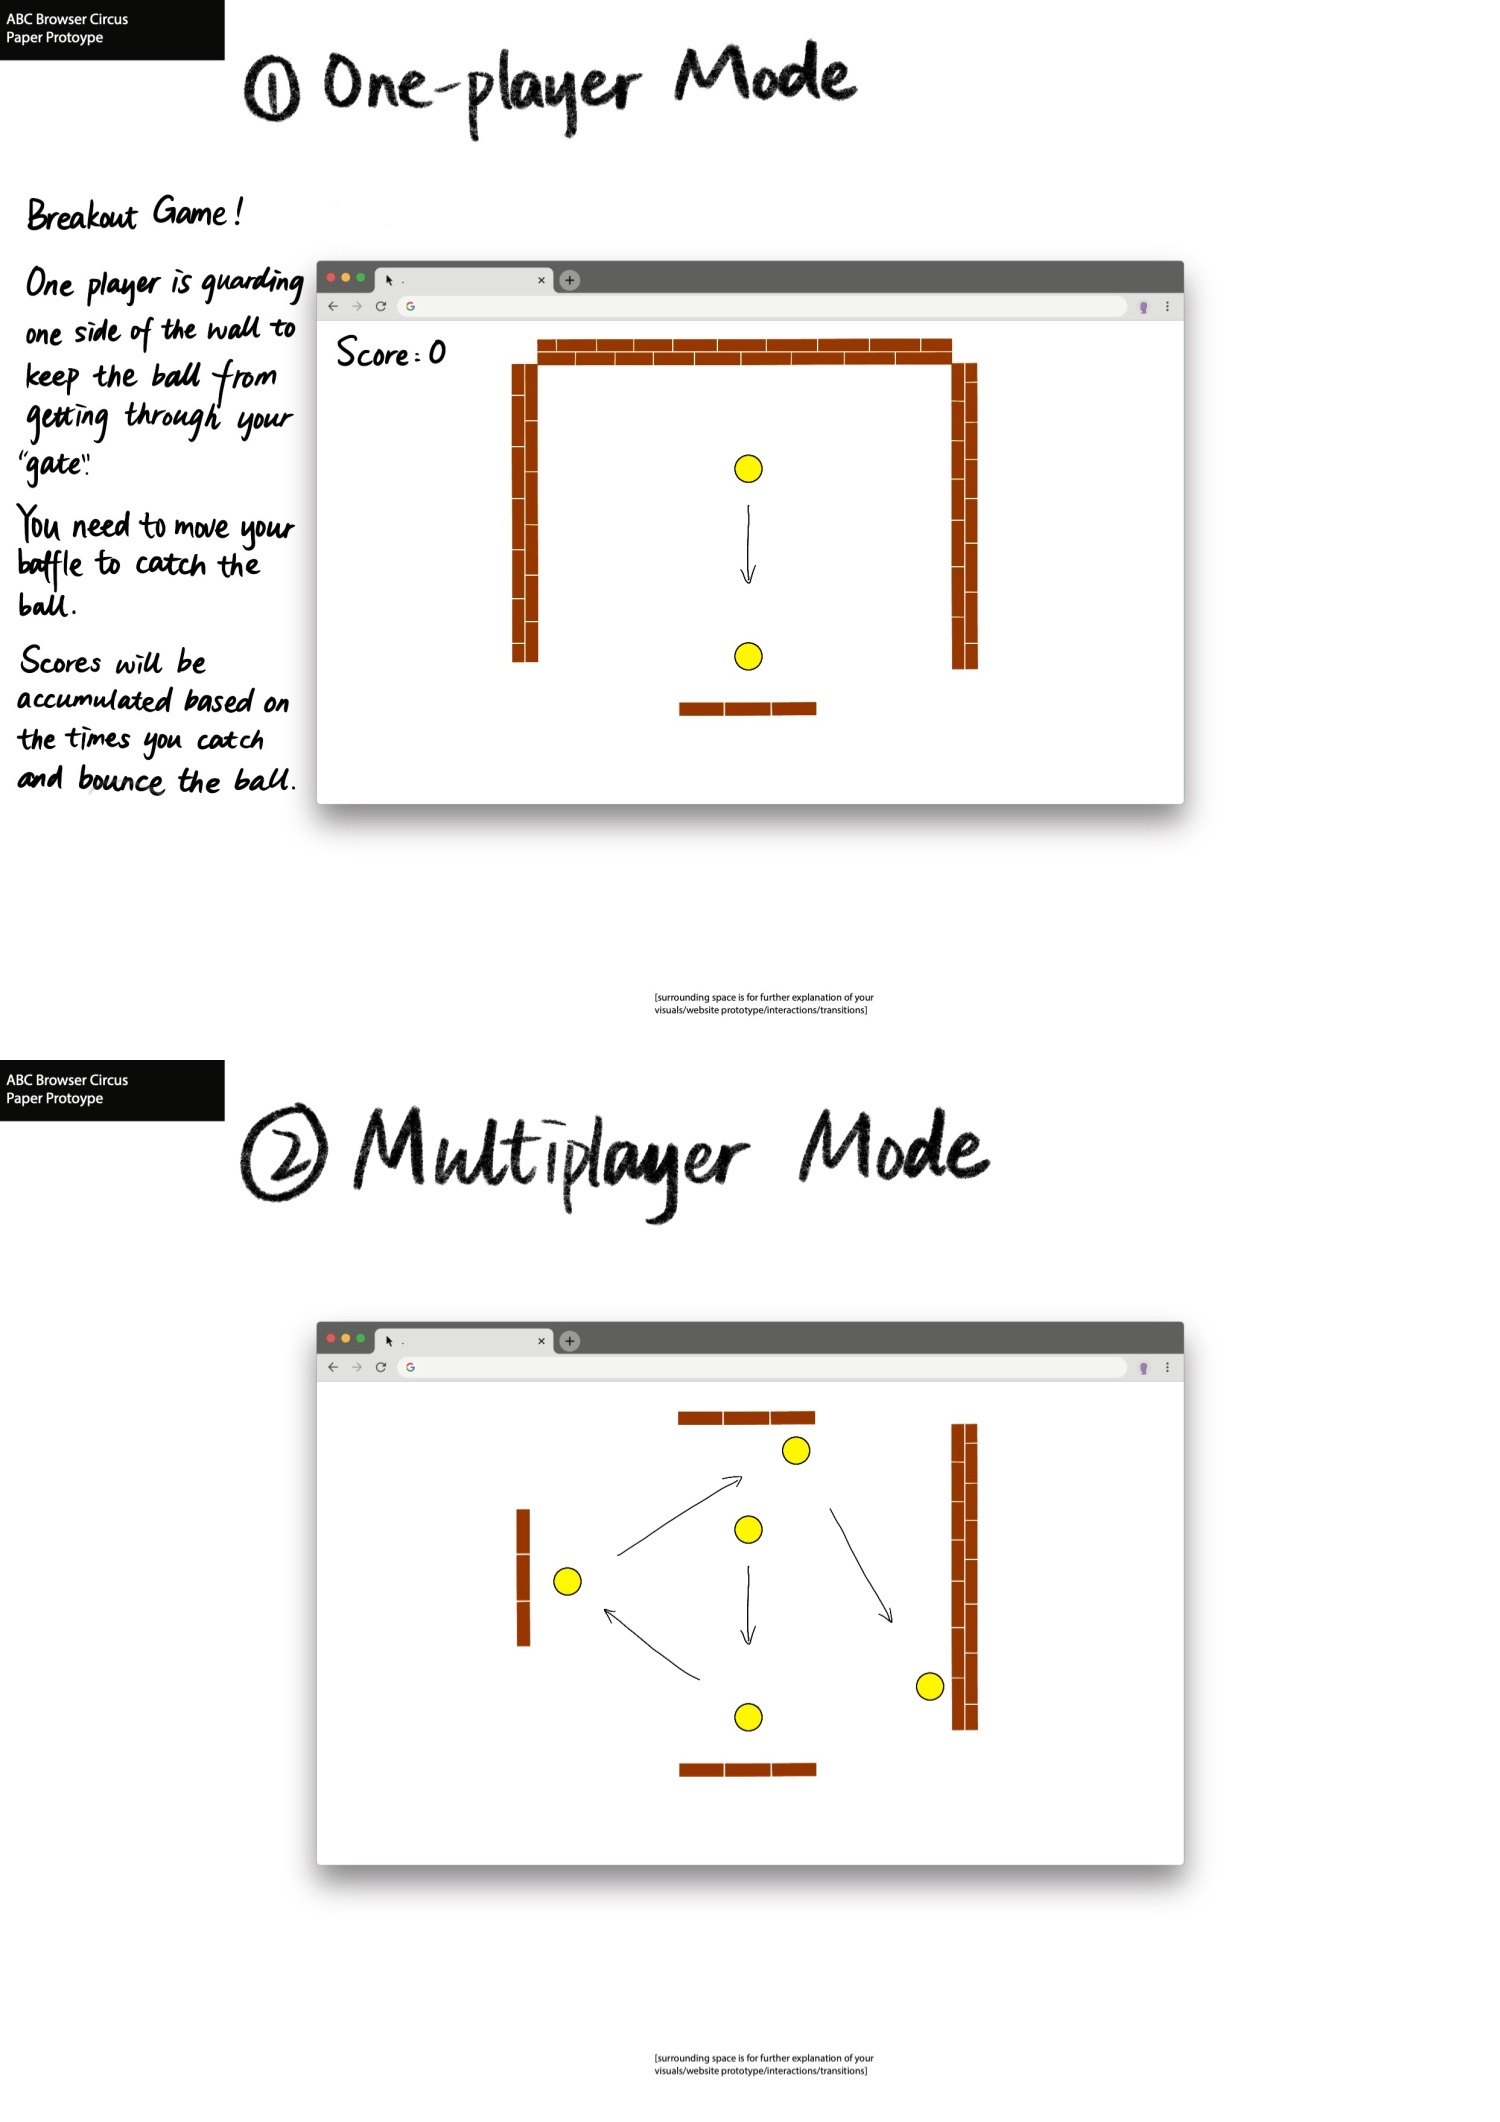 ABC Browser Circus
Paper Protoype
① One-player Mode
Breakout Game!
One player is guarding
one side of the wall to
keep the ball from
getting through your
"gate".
You need to move your
baffle to catch the
ball.
Scores will be
accumulated based on
the times you catch
and bounce the ball.
Score: 0
[surrounding space is for further explanation of your
visuals/website prototype/interactions/transitions]
ABC Browser Circus
Paper Protoype
② Multiplayer Mode
[surrounding space is for further explanation of your
visuals/website prototype/interactions/transitions]